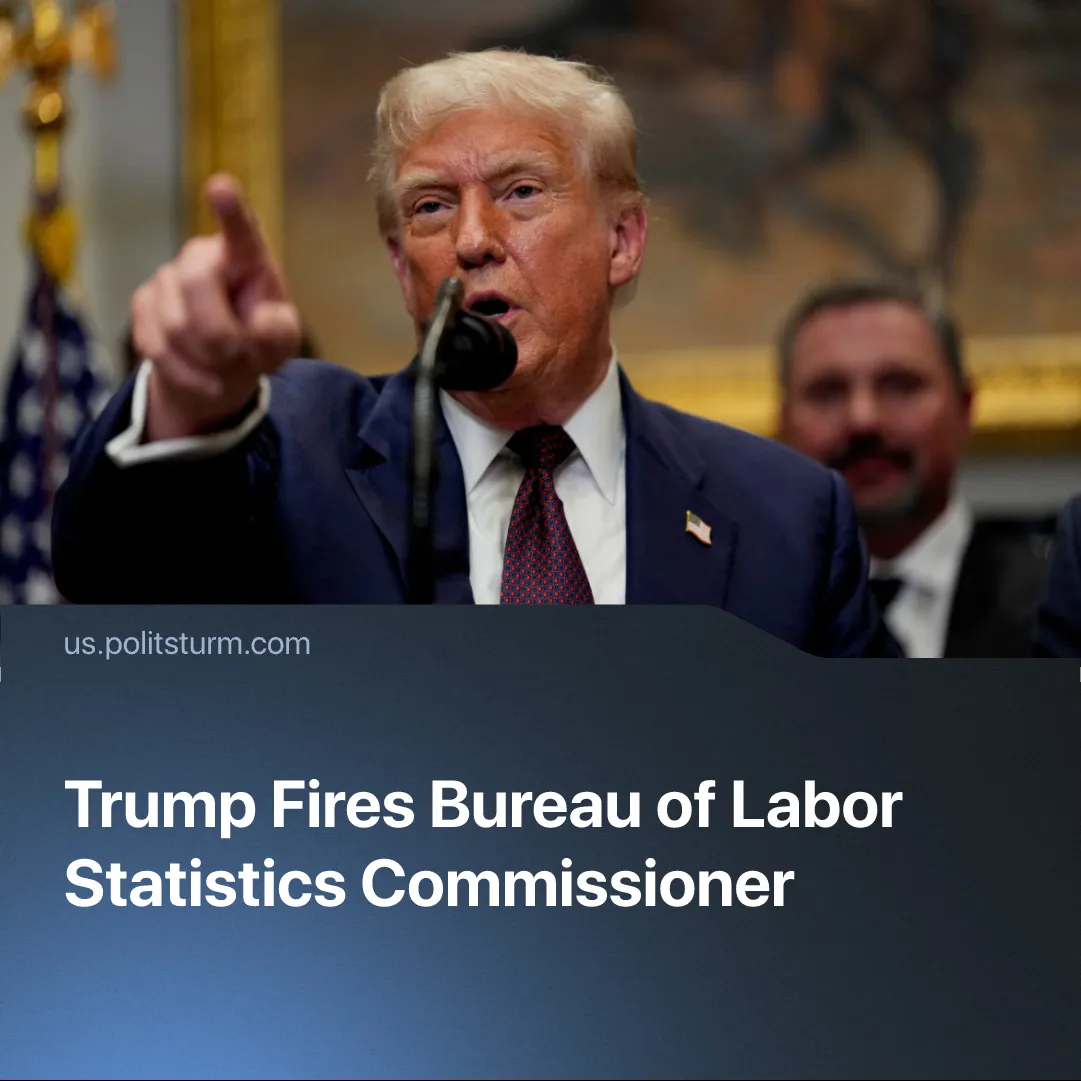 us.politsturm.com
Trump Fires Bureau of Labor
Statistics Commissioner